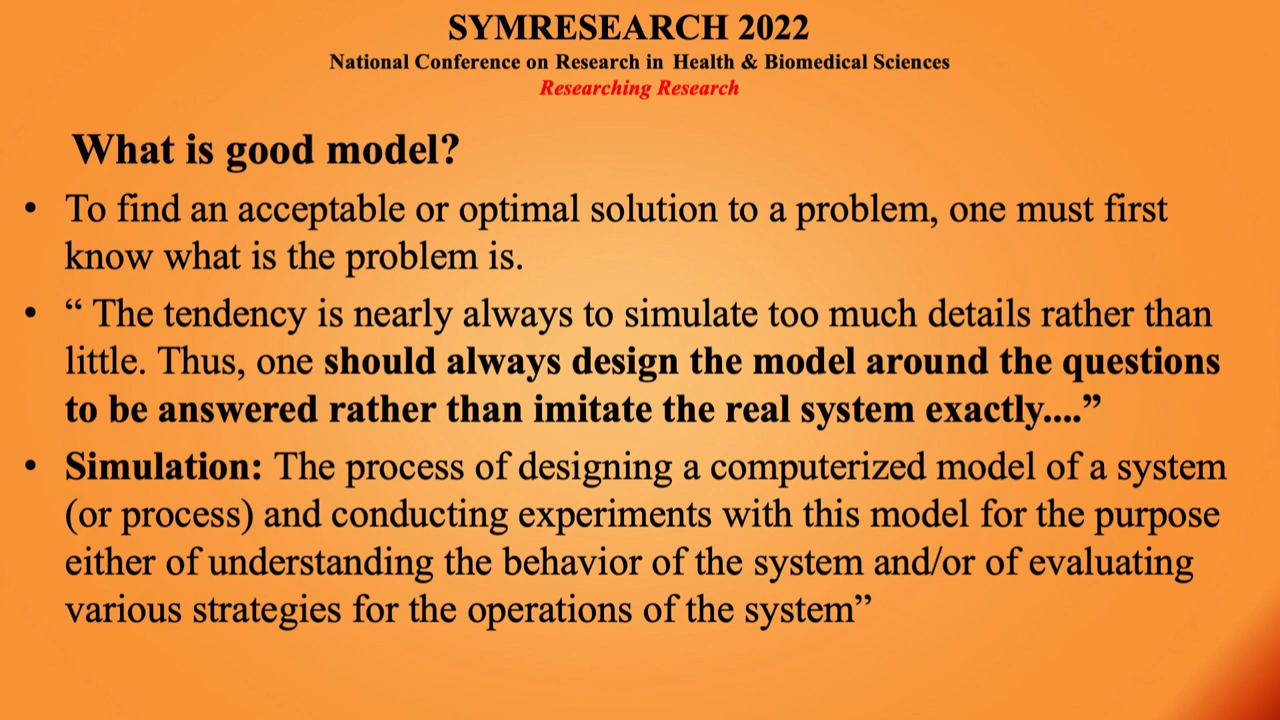 SYMRESEARCH 2022
National Conference on Research in Health & Biomedical Sciences
Researching Research
What is good model?
• To find an acceptable or optimal solution to a problem, one must first
know what is the problem is.
• “ The tendency is nearly always to simulate too much details rather than
little. Thus, one should always design the model around the questions
to be answered rather than imitate the real system exactly....”
• Simulation: The process of designing a computerized model of a system
(or process) and conducting experiments with this model for the purpose
either of understanding the behavior of the system and/or of evaluating
various strategies for the operations of the system”